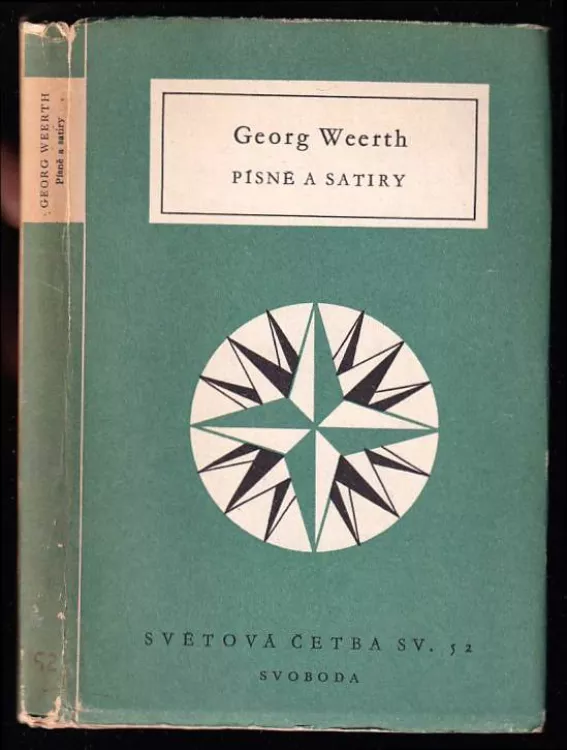 GEORG WEERTH
Písně a satiry
52
Georg Weerth
PÍSNĚ A SATIRY
SVĚTOVÁ ČETBA SV. 52
SVOBODA